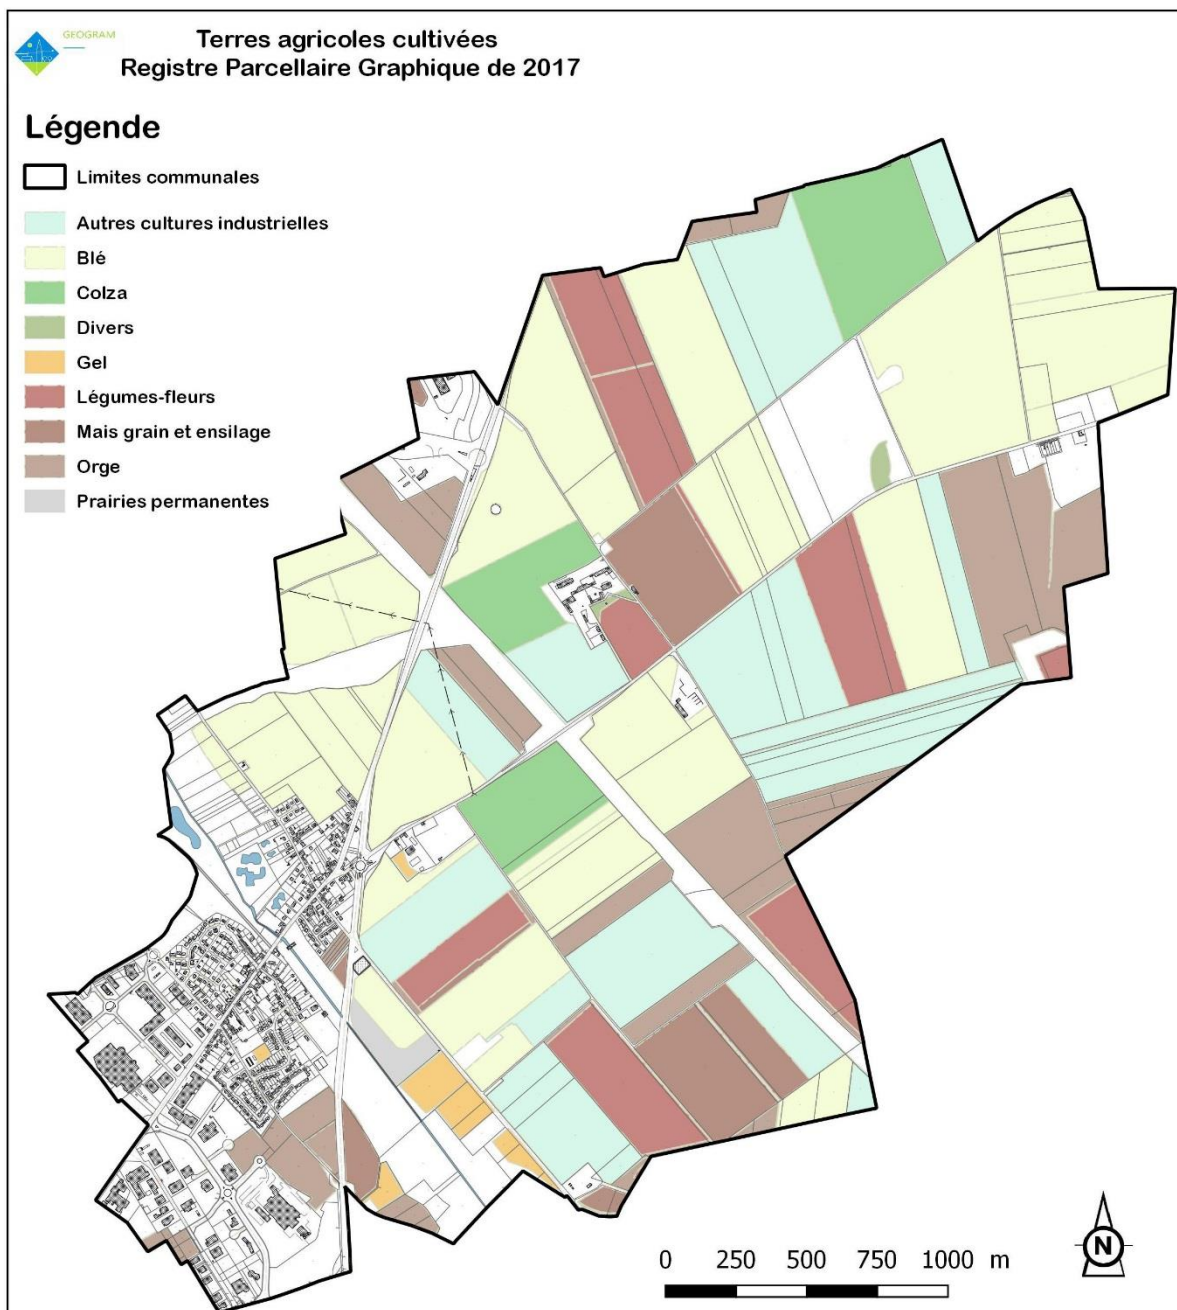 GEOGRAM
Terres agricoles cultivées
Registre Parcellaire Graphique de 2017
Légende
Limites communales
Autres cultures industrielles
Blé
Colza
Divers
Gel
Légumes-fleurs
Mais grain et ensilage
Orge
Prairies permanentes
0 250 500 750 1000 m
N